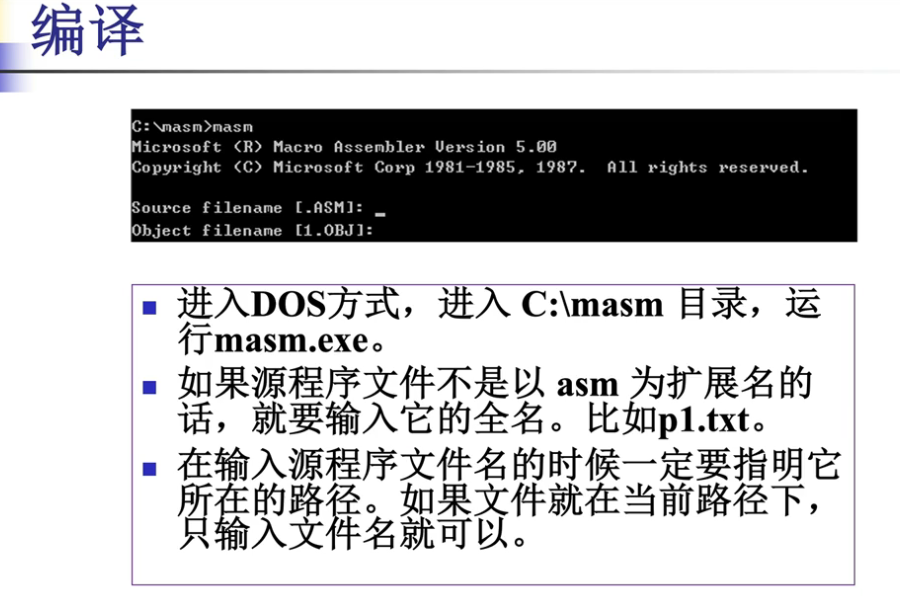 编译
C:\masm>masm
Microsoft (R) Macro Assembler Version 5.00
Copyright (C) Microsoft Corp 1981-1985, 1987.  All rights reserved.
Source filename [.ASM]: _
Object filename [1.OBJ]:
进入DOS方式，进入 C:\masm 目录，运
行masm.exe。
如果源程序文件不是以 asm 为扩展名的
话，就要输入它的全名。比如p1.txt。
在输入源程序文件名的时候一定要指明它
所在的路径。如果文件就在当前路径下，
只输入文件名就可以。